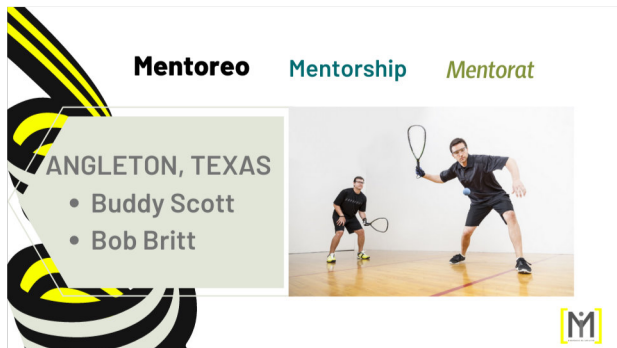 Mentoreo Mentorship Mentorat
ANGLETON, TEXAS
• Buddy Scott
• Bob Britt